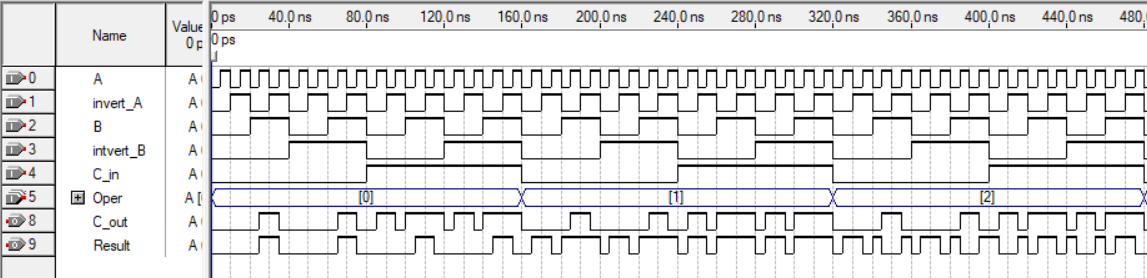 Name
Value
0 p
0 ps 40.0 ns 80.0 ns 120.0 ns 160.0 ns 200.0 ns 240.0 ns 280.0 ns 320.0 ns 360.0 ns 400.0 ns 440.0 ns 480.
0 ps
0 A A
1 invert_A A
2 B A
3 intvert_B A
4 C_in A
5 Oper A [ [0] [1] [2]
8 C_out A
9 Result A